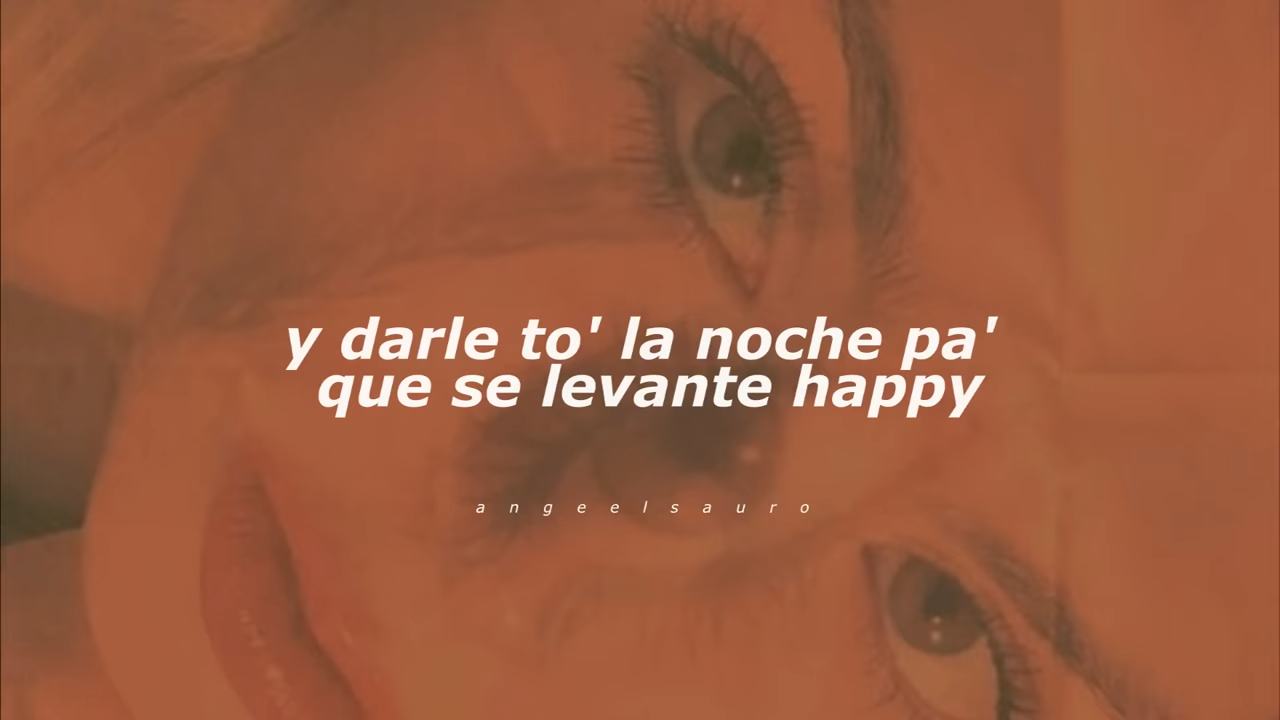 y darle to' la noche pa'
que se levante happy
a n g e e l s a u r o